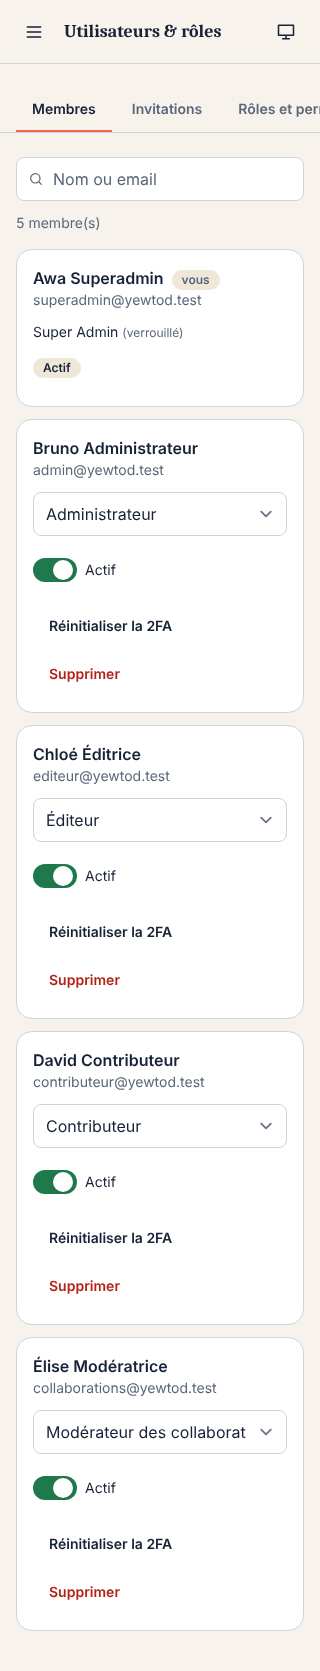 Utilisateurs & rôles
Membres Invitations Rôles et per
Nom ou email
5 membre(s)
Awa Superadmin vous
superadmin@yewtod.test
Super Admin (verrouillé)
Actif
Bruno Administrateur
admin@yewtod.test
Administrateur
Actif
Réinitialiser la 2FA
Supprimer
Chloé Éditrice
editeur@yewtod.test
Éditeur
Actif
Réinitialiser la 2FA
Supprimer
David Contributeur
contributeur@yewtod.test
Contributeur
Actif
Réinitialiser la 2FA
Supprimer
Élise Modératrice
collaborations@yewtod.test
Modérateur des collaborat
Actif
Réinitialiser la 2FA
Supprimer